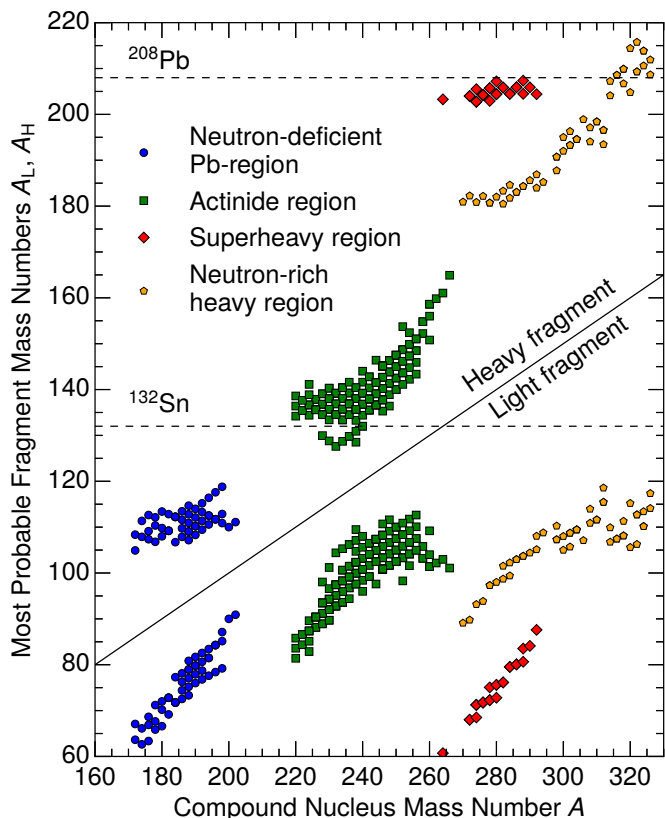 220
200
180
160
140
120
100
80
60
Most Probable Fragment Mass Numbers A_L, A_H
²⁰⁸Pb
Neutron-deficient
Pb-region
Actinide region
Superheavy region
Neutron-rich
heavy region
Heavy fragment
Light fragment
¹³²Sn
160 180 200 220 240 260 280 300 320
Compound Nucleus Mass Number A